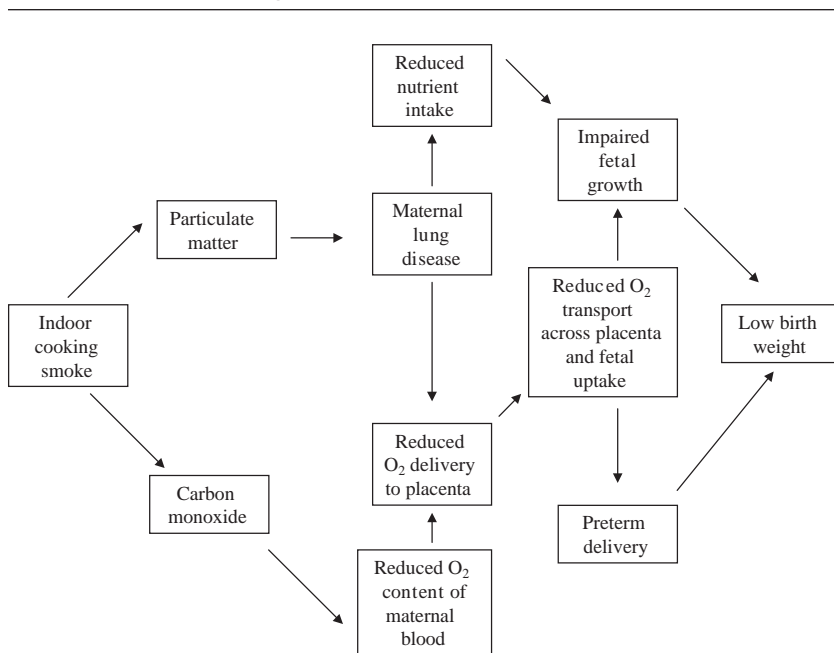 Reduced
nutrient
intake
Impaired
fetal
growth
Particulate
matter
Maternal
lung
disease
Indoor
cooking
smoke
Reduced O₂
transport
across placenta
and fetal
uptake
Low birth
weight
Reduced
O₂ delivery
to placenta
Carbon
monoxide
Preterm
delivery
Reduced O₂
content of
maternal
blood